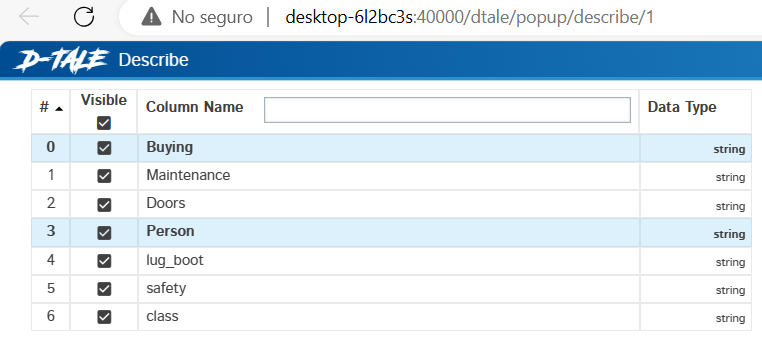 No seguro | desktop-6l2bc3s:40000/dtale/popup/describe/1
D-TALE Describe
# Visible Column Name Data Type
0 Buying string
1 Maintenance string
2 Doors string
3 Person string
4 lug_boot string
5 safety string
6 class string